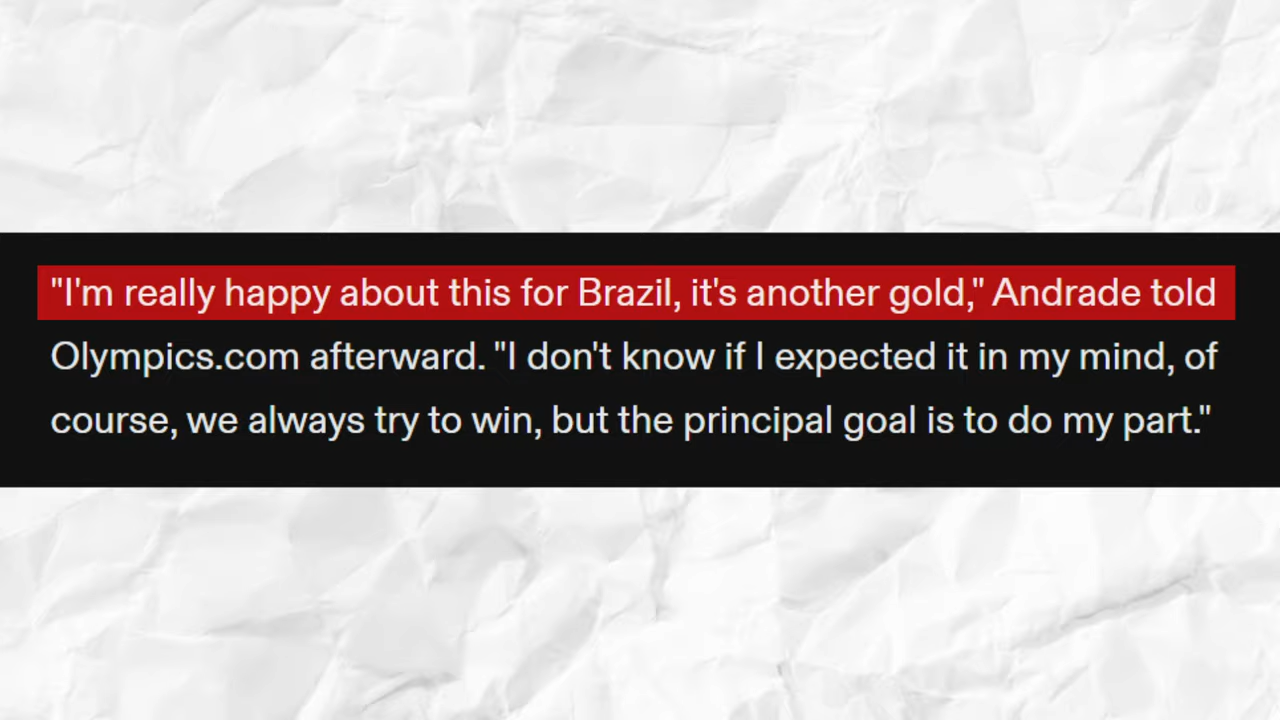 "I'm really happy about this for Brazil, it's another gold," Andrade told
Olympics.com afterward. "I don't know if I expected it in my mind, of
course, we always try to win, but the principal goal is to do my part."